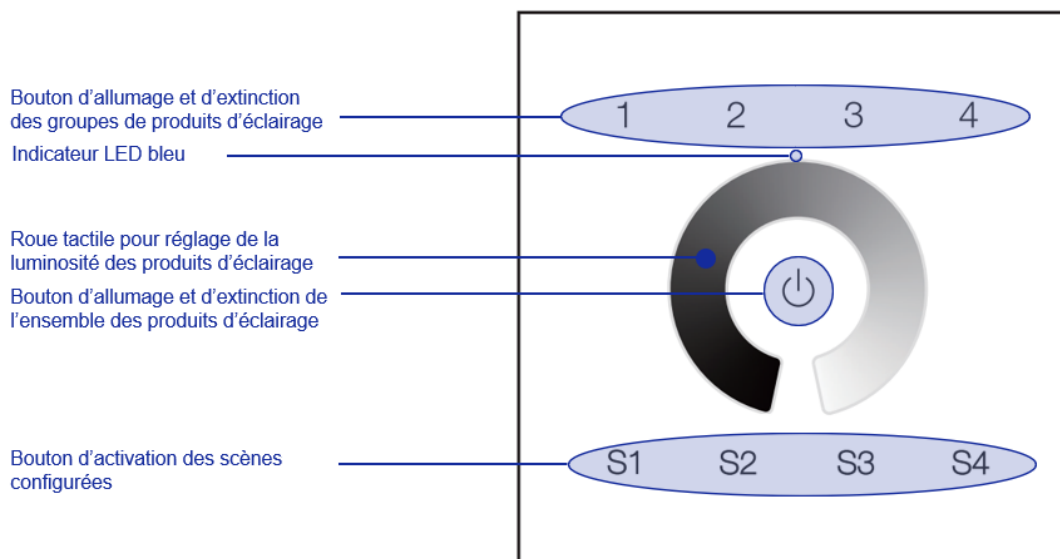 Bouton d'allumage et d'extinction
des groupes de produits d'éclairage
1 2 3 4
Indicateur LED bleu
Roue tactile pour réglage de la
luminosité des produits d'éclairage
Bouton d'allumage et d'extinction de
l'ensemble des produits d'éclairage
Bouton d'activation des scènes
configurées
S1 S2 S3 S4